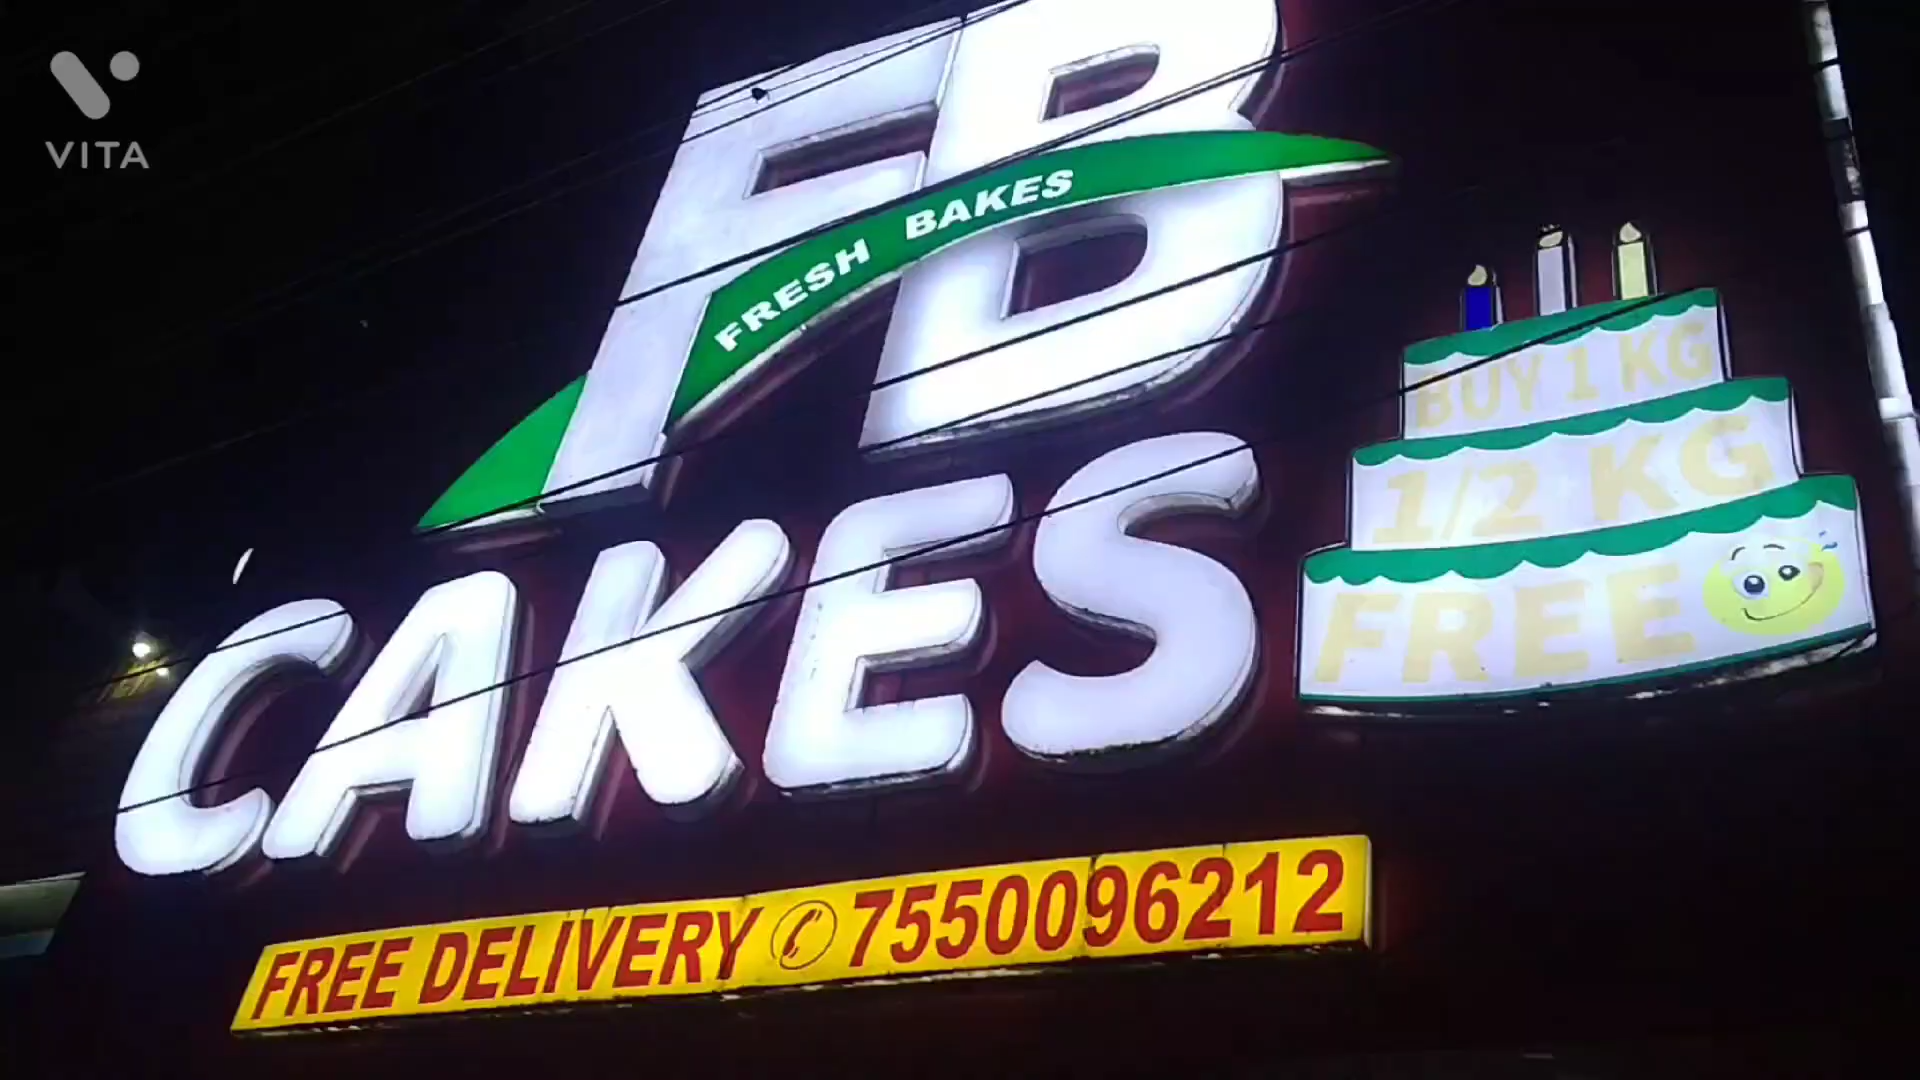 VITA
FB
FRESH BAKES
CAKES
BUY 1 KG
1/2 KG
FREE
FREE DELIVERY 7550096212